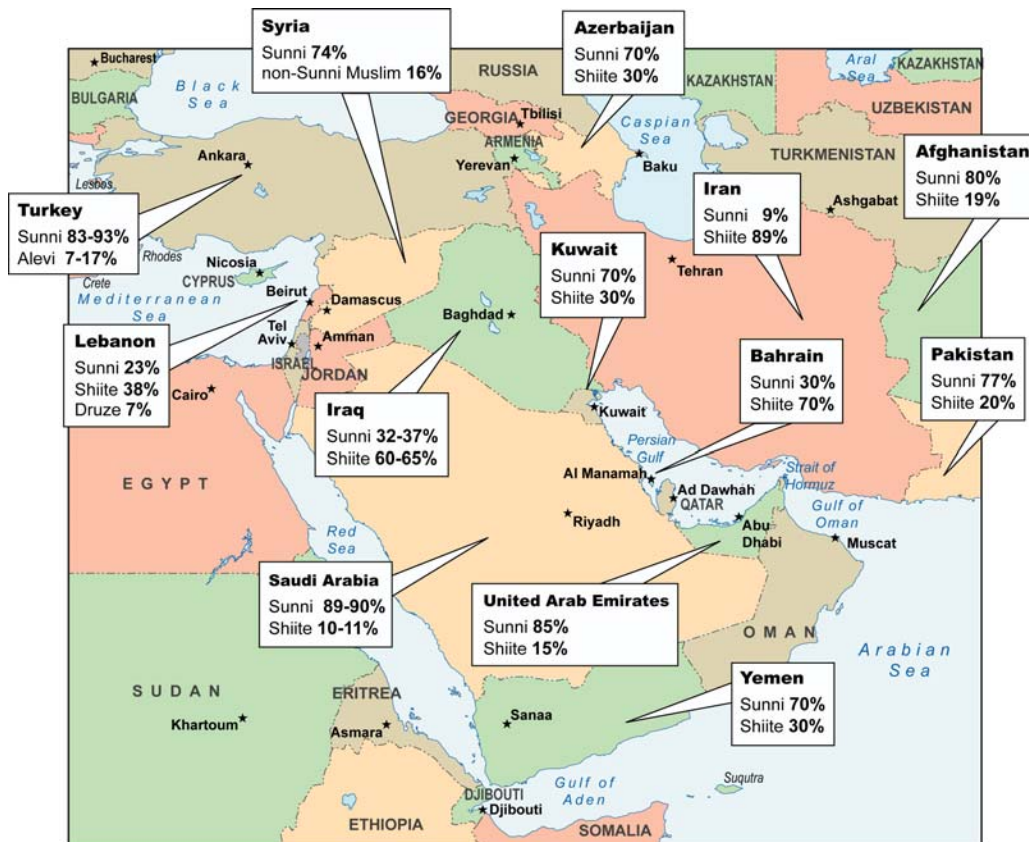 Syria
Sunni 74%
non-Sunni Muslim 16%
Azerbaijan
Sunni 70%
Shiite 30%
Bucharest
BULGARIA
Black
Sea
RUSSIA
GEORGIA
Tbilisi
ARMENIA
Yerevan
Caspian
Sea
Baku
KAZAKHSTAN
Aral
Sea
KAZAKHSTAN
UZBEKISTAN
TURKMENISTAN
Ashgabat
Afghanistan
Sunni 80%
Shiite 19%
Ankara
Lesbos
Turkey
Sunni 83-93%
Alevi 7-17%
Rhodes
Crete
Nicosia
CYPRUS
Mediterranean
Sea
Beirut
Damascus
Tel
Aviv
ISRAEL
Amman
JORDAN
Baghdad
Kuwait
Sunni 70%
Shiite 30%
Iran
Sunni 9%
Shiite 89%
Tehran
Lebanon
Sunni 23%
Shiite 38%
Druze 7%
Cairo
Iraq
Sunni 32-37%
Shiite 60-65%
Kuwait
Bahrain
Sunni 30%
Shiite 70%
Pakistan
Sunni 77%
Shiite 20%
EGYPT
Persian
Gulf
Al Manamah
Ad Dawhah
QATAR
Strait of
Hormuz
Gulf of
Oman
Abu
Dhabi
Muscat
Riyadh
Red
Sea
Saudi Arabia
Sunni 89-90%
Shiite 10-11%
United Arab Emirates
Sunni 85%
Shiite 15%
OMAN
Arabian
Sea
SUDAN
Khartoum
ERITREA
Asmara
Sanaa
Yemen
Sunni 70%
Shiite 30%
Suqutra
Gulf of
Aden
DJIBOUTI
Djibouti
ETHIOPIA
SOMALIA